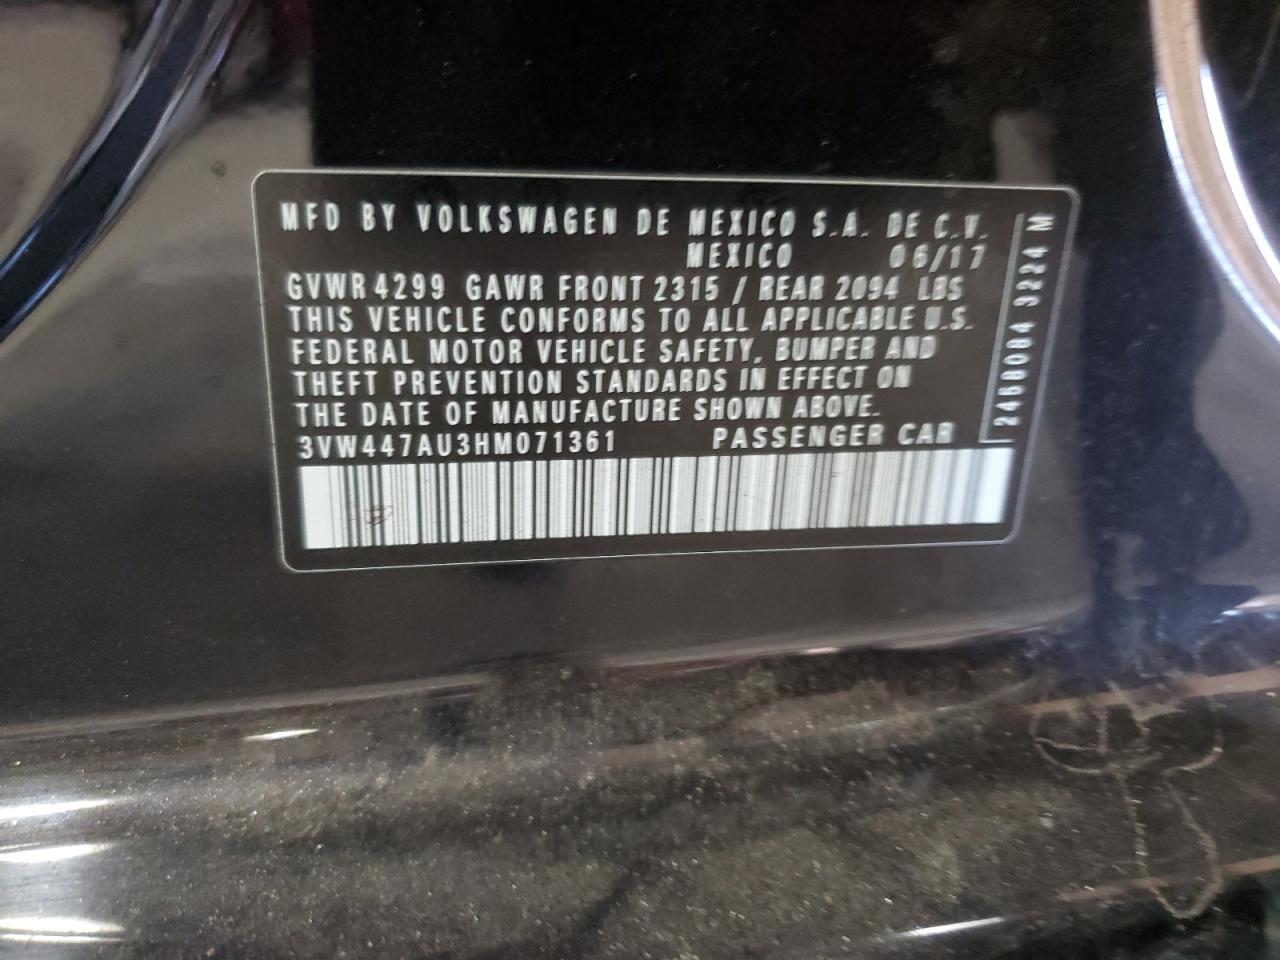 MFD BY VOLKSWAGEN DE MEXICO S.A. DE C.V.
MEXICO 06/17
GVWR 4299 GAWR FRONT 2315 / REAR 2094 LBS
THIS VEHICLE CONFORMS TO ALL APPLICABLE U.S.
FEDERAL MOTOR VEHICLE SAFETY, BUMPER AND
THEFT PREVENTION STANDARDS IN EFFECT ON
THE DATE OF MANUFACTURE SHOWN ABOVE.
3VW447AU3HM071361 PASSENGER CAR
2468084 3224 M